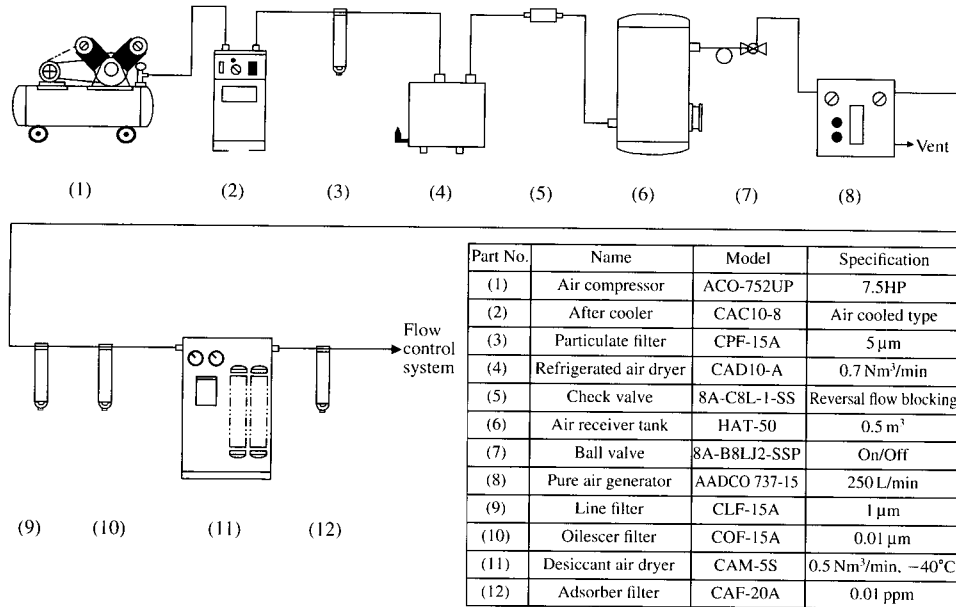 Vent
(1) (2) (3) (4) (5) (6) (7) (8)
Flow
control
system
(9) (10) (11) (12)
Part No. Name Model Specification
(1) Air compressor ACO-752UP 7.5HP
(2) After cooler CAC10-8 Air cooled type
(3) Particulate filter CPF-15A 5 μm
(4) Refrigerated air dryer CAD10-A 0.7 Nm³/min
(5) Check valve 8A-C8L-1-SS Reversal flow blocking
(6) Air receiver tank HAT-50 0.5 m³
(7) Ball valve 8A-B8LJ2-SSP On/Off
(8) Pure air generator AADCO 737-15 250 L/min
(9) Line filter CLF-15A 1 μm
(10) Oilescer filter COF-15A 0.01 μm
(11) Desiccant air dryer CAM-5S 0.5 Nm³/min, −40°C
(12) Adsorber filter CAF-20A 0.01 ppm